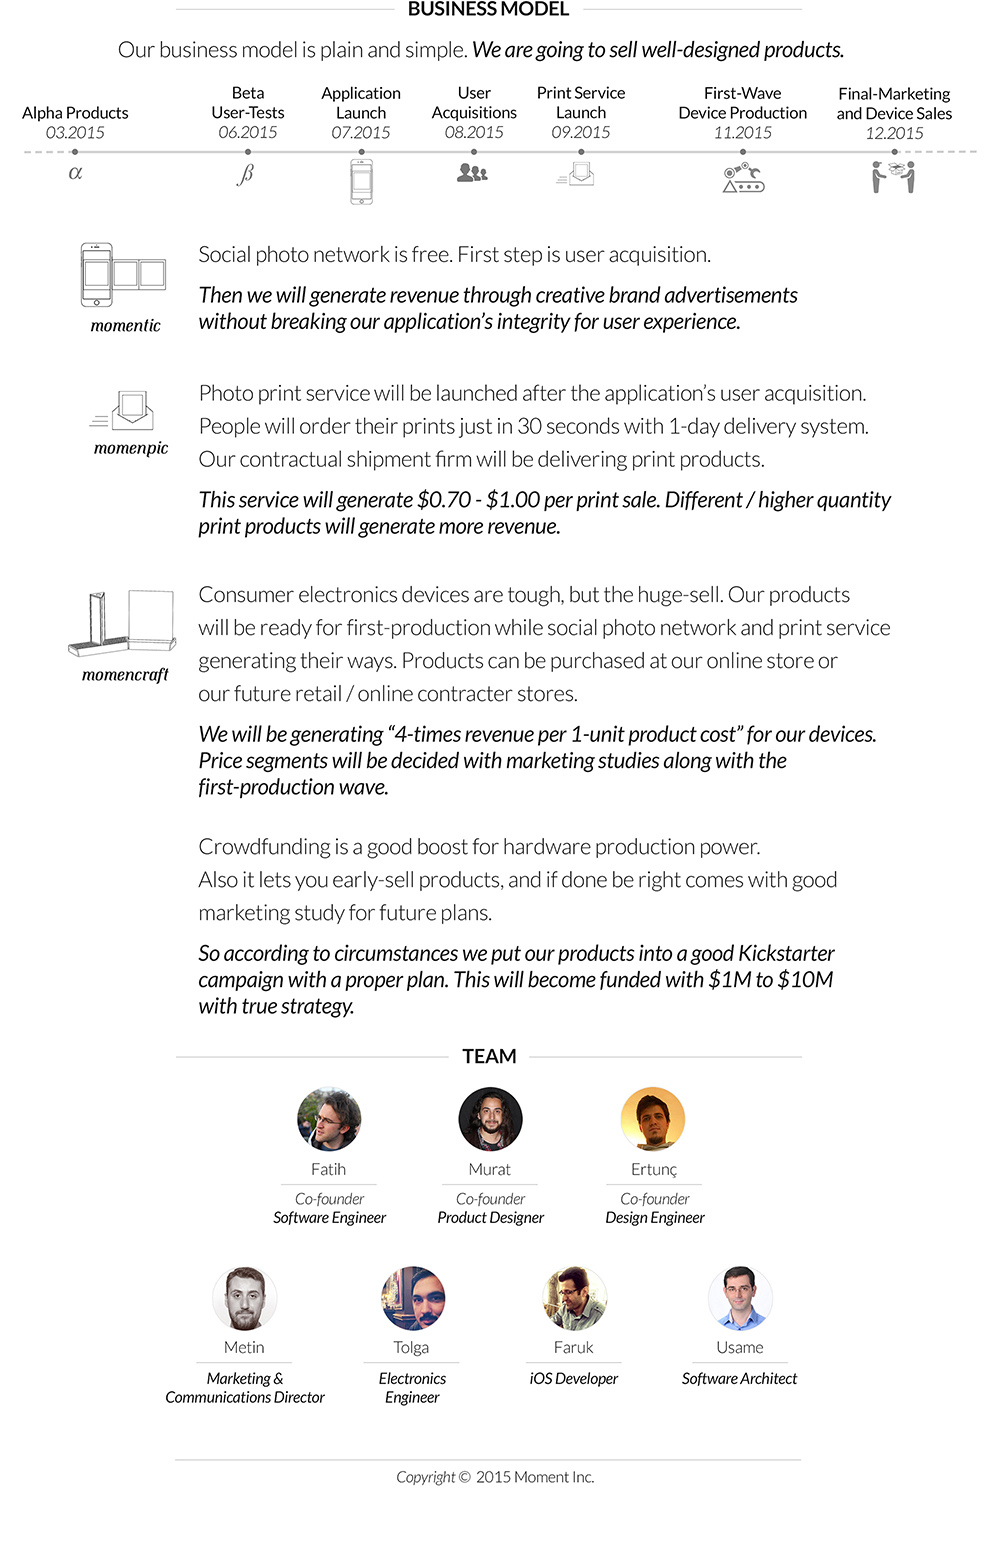 BUSINESS MODEL
Our business model is plain and simple. We are going to sell well-designed products.
Alpha Products
03.2015
Beta
User-Tests
06.2015
Application
Launch
07.2015
User
Acquisitions
08.2015
Print Service
Launch
09.2015
First-Wave
Device Production
11.2015
Final-Marketing
and Device Sales
12.2015
α
β
momentic
Social photo network is free. First step is user acquisition.
Then we will generate revenue through creative brand advertisements
without breaking our application's integrity for user experience.
momenpic
Photo print service will be launched after the application's user acquisition.
People will order their prints just in 30 seconds with 1-day delivery system.
Our contractual shipment firm will be delivering print products.
This service will generate $0.70 - $1.00 per print sale. Different / higher quantity
print products will generate more revenue.
momencraft
Consumer electronics devices are tough, but the huge-sell. Our products
will be ready for first-production while social photo network and print service
generating their ways. Products can be purchased at our online store or
our future retail / online contracter stores.
We will be generating “4-times revenue per 1-unit product cost” for our devices.
Price segments will be decided with marketing studies along with the
first-production wave.
Crowdfunding is a good boost for hardware production power.
Also it lets you early-sell products, and if done be right comes with good
marketing study for future plans.
So according to circumstances we put our products into a good Kickstarter
campaign with a proper plan. This will become funded with $1M to $10M
with true strategy.
TEAM
Fatih
Co-founder
Software Engineer
Murat
Co-founder
Product Designer
Ertunç
Co-founder
Design Engineer
Metin
Marketing &
Communications Director
Tolga
Electronics
Engineer
Faruk
iOS Developer
Usame
Software Architect
Copyright © 2015 Moment Inc.